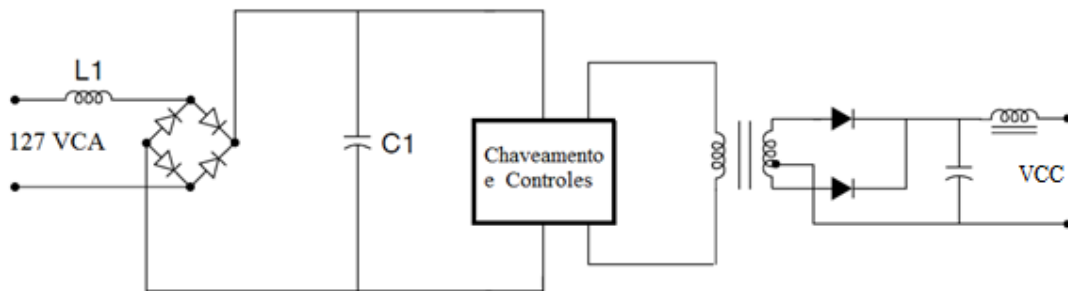 L1
127 VCA
C1
Chaveamento
e Controles
VCC